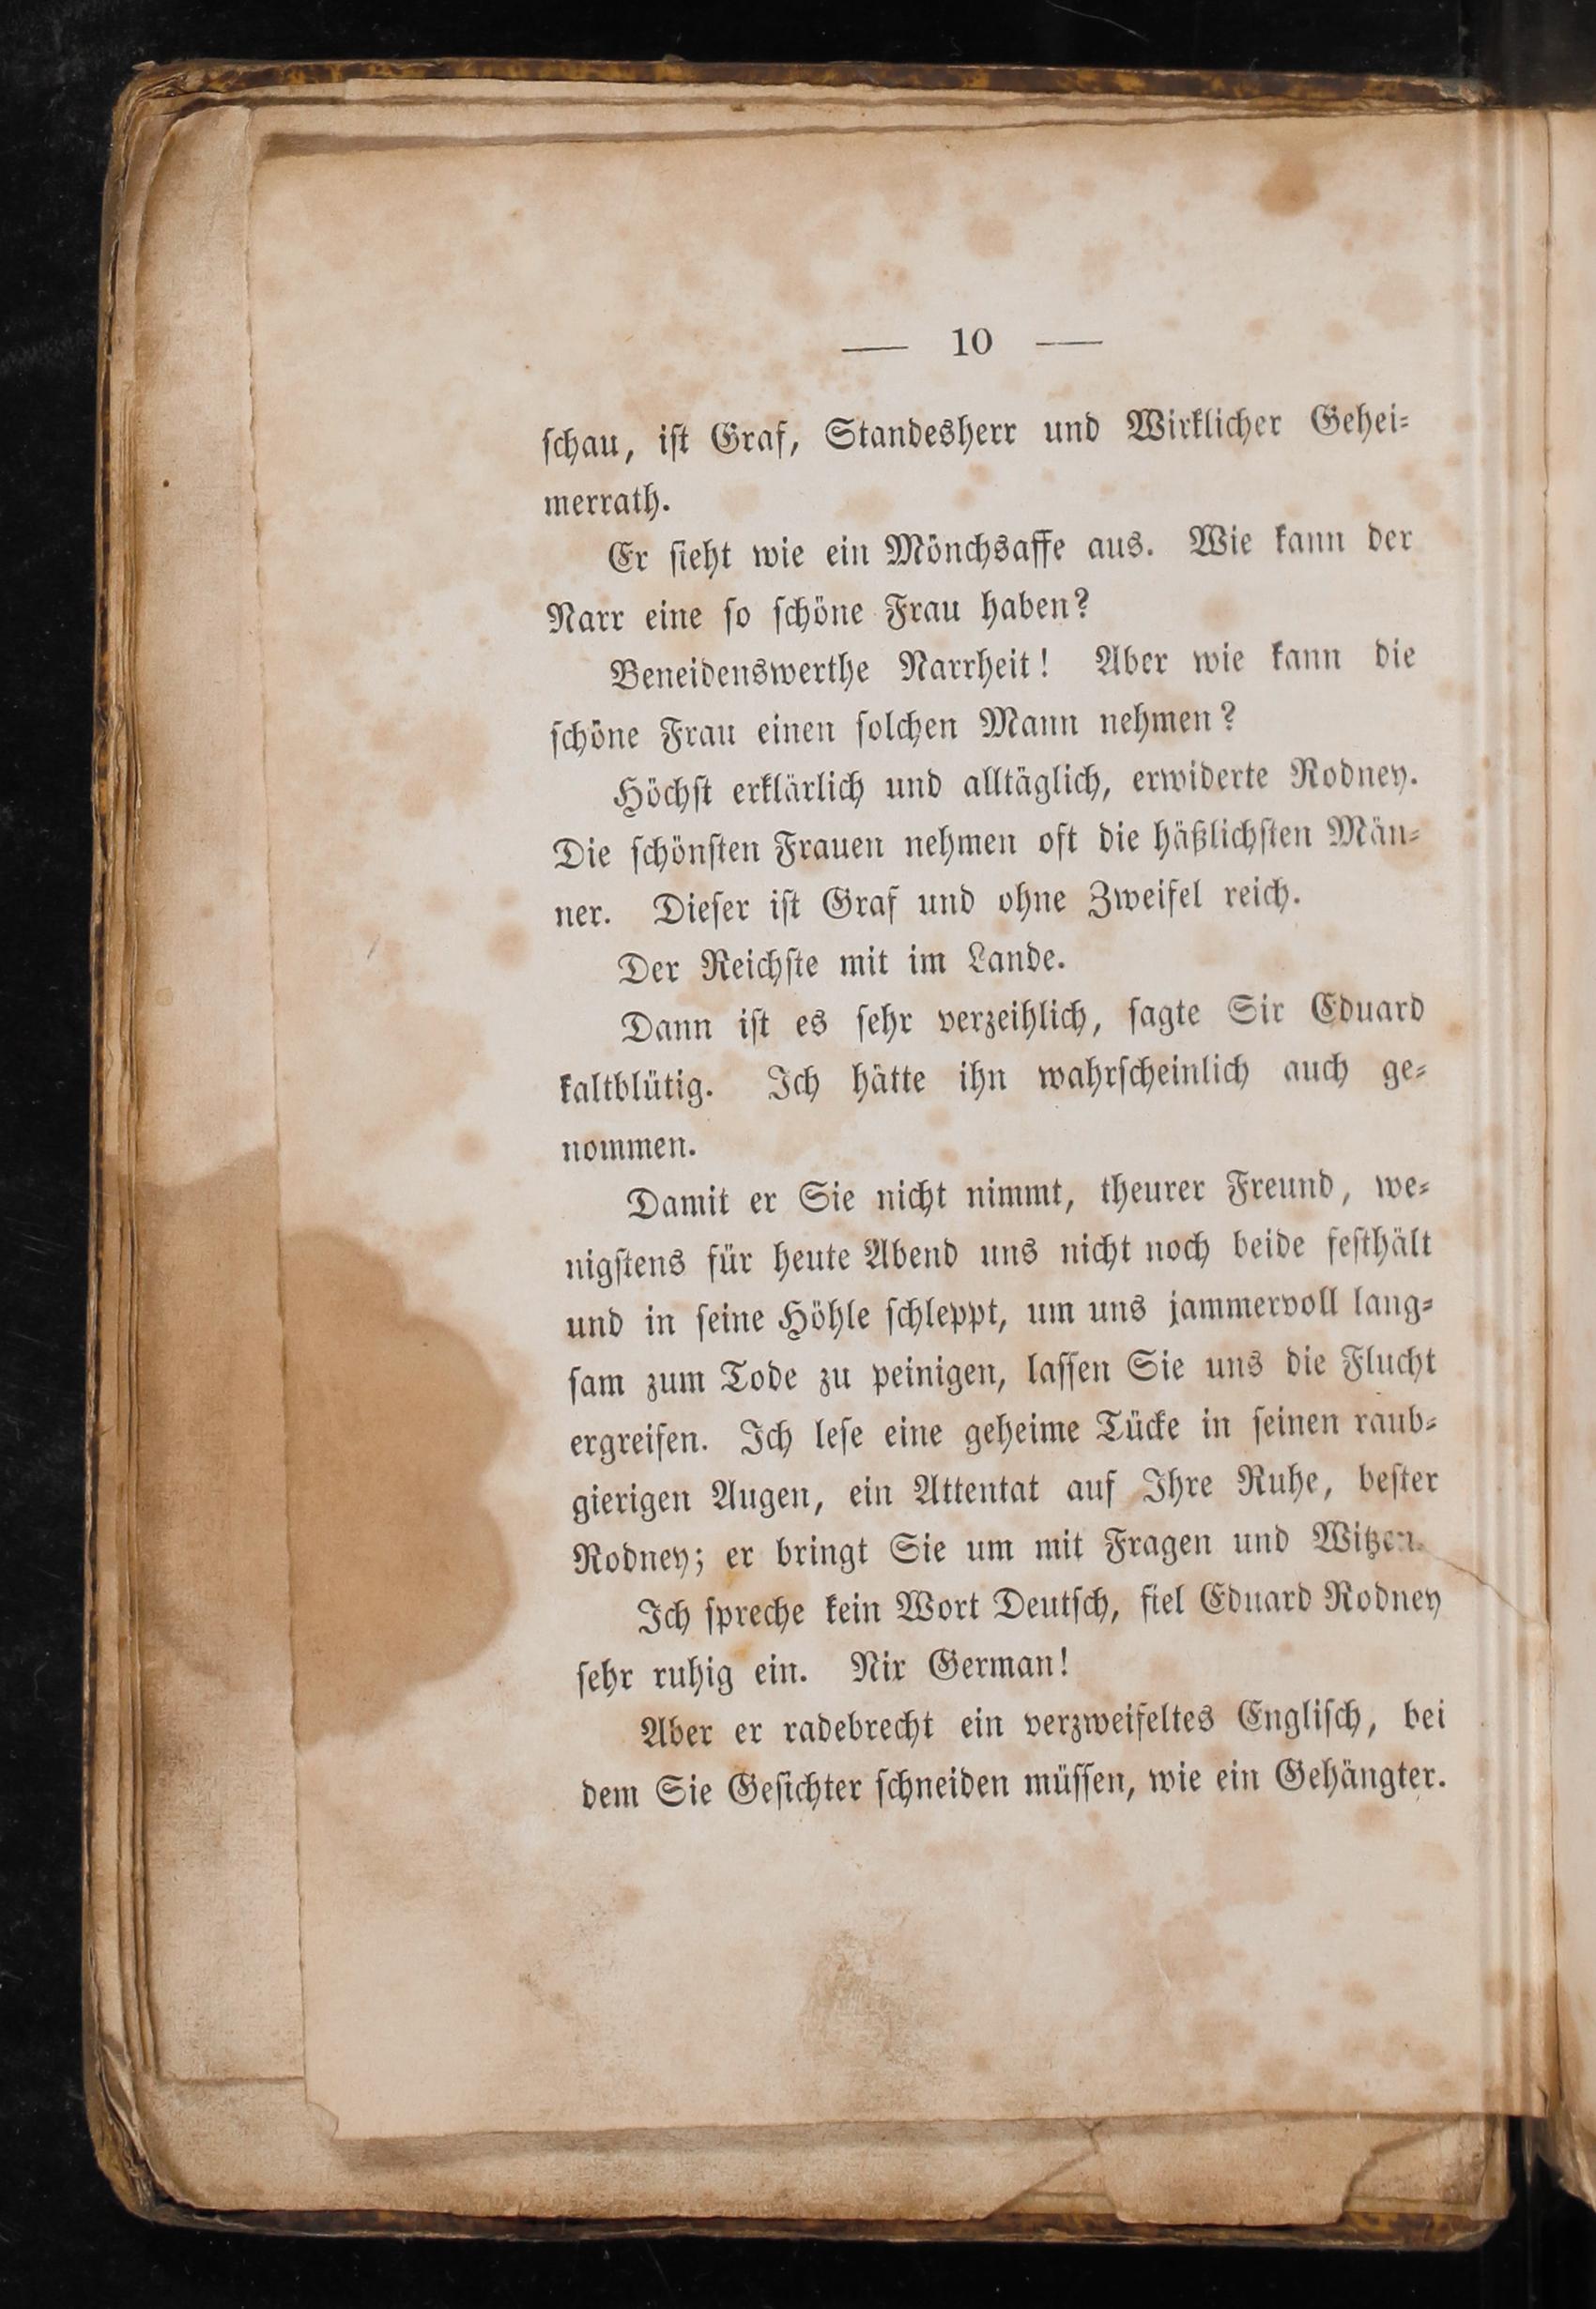 — 10 —
ſchau, iſt Graf, Standesherr und Wirklicher Gehei⸗
merrath.
Er ſieht wie ein Mönchsaffe aus. Wie kann der
Narr eine ſo ſchöne Frau haben?
Beneidenswerthe Narrheit! Aber wie kann die
ſchöne Frau einen ſolchen Mann nehmen?
Höchſt erklärlich und alltäglich, erwiderte Rodney.
Die ſchönſten Frauen nehmen oft die häßlichſten Män⸗
ner. Dieſer iſt Graf und ohne Zweifel reich.
Der Reichſte mit im Lande.
Dann iſt es ſehr verzeihlich, ſagte Sir Eduard
kaltblütig. Ich hätte ihn wahrſcheinlich auch ge⸗
nommen.
Damit er Sie nicht nimmt, theurer Freund, we⸗
nigſtens für heute Abend uns nicht noch beide feſthält
und in ſeine Höhle ſchleppt, um uns jammervoll lang⸗
ſam zum Tode zu peinigen, laſſen Sie uns die Flucht
ergreifen. Ich leſe eine geheime Tücke in ſeinen raub⸗
gierigen Augen, ein Attentat auf Ihre Ruhe, beſter
Rodney; er bringt Sie um mit Fragen und Witzen.
Ich ſpreche kein Wort Deutſch, fiel Eduard Rodney
ſehr ruhig ein. Nix German!
Aber er radebrecht ein verzweifeltes Engliſch, bei
dem Sie Geſichter ſchneiden müſſen, wie ein Gehängter.